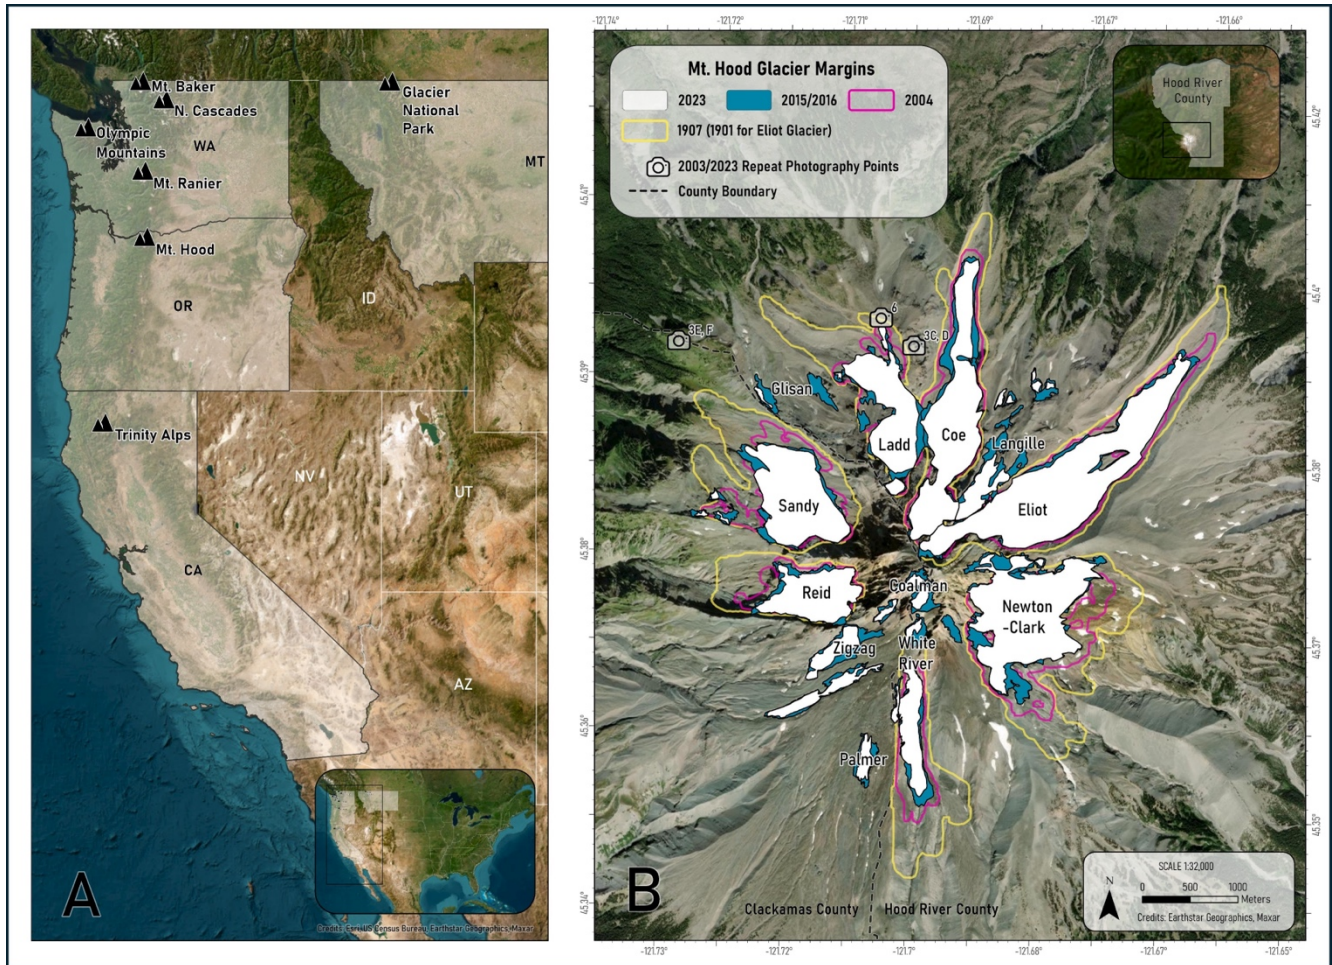 Mt. Baker
N. Cascades
Olympic
Mountains
WA
Mt. Ranier
Glacier
National
Park
MT
Mt. Hood
OR
ID
Trinity Alps
NV
UT
CA
AZ
A
Credits: Esri, US Census Bureau, Earthstar Geographics, Maxar
-121.74°
-121.72°
-121.71°
-121.69°
-121.67°
-121.66°
Mt. Hood Glacier Margins
2023
2015/2016
2004
1907 (1901 for Eliot Glacier)
2003/2023 Repeat Photography Points
County Boundary
Hood River
County
45.41°
45.39°
45.38°
45.36°
45.34°
45.42°
45.4°
45.38°
45.37°
45.35°
6
3E, F
3C, D
Glisan
Ladd
Coe
Langille
Sandy
Eliot
Reid
Coalman
Newton
-Clark
Zigzag
White
River
Palmer
B
Clackamas County
Hood River County
SCALE 1:32,000
N
0 500 1000
Meters
Credits: Earthstar Geographics, Maxar
-121.73°
-121.72°
-121.7°
-121.68°
-121.67°
-121.65°